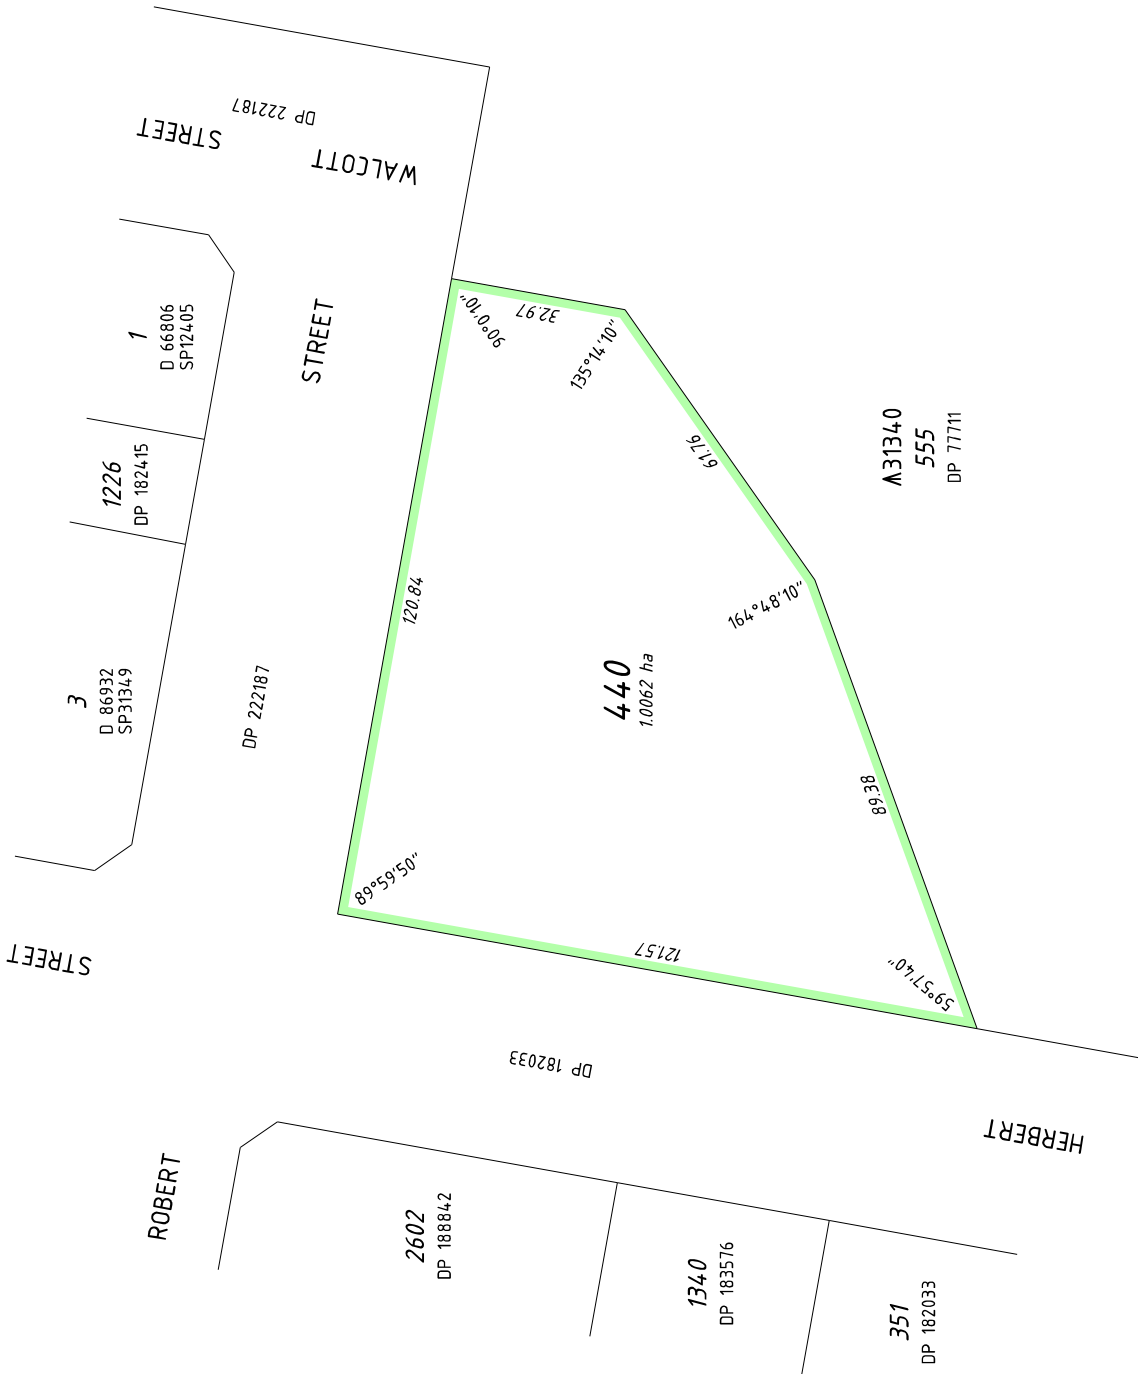 DP 222187
STREET
WALCOTT
1
D 66806
SP12405
STREET
90°0'10"
32.97
135°14'10"
1226
DP 182415
61.76
A31340
555
DP 77711
120.84
164°48'10"
3
D 86932
SP31349
DP 222187
440
1.0062 ha
89.38
89°59'50"
STREET
121.57
59°57'40"
DP 182033
HERBERT
ROBERT
2602
DP 188842
1340
DP 183576
351
DP 182033